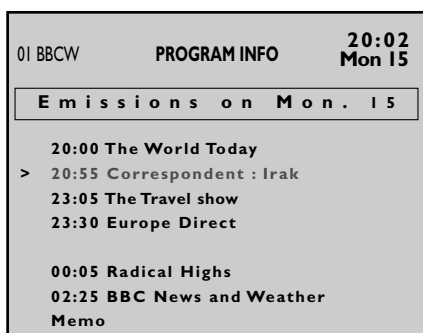 01 BBCW PROGRAM INFO 20:02
Mon 15
Emissions on Mon. 15
20:00 The World Today
> 20:55 Correspondent : Irak
23:05 The Travel show
23:30 Europe Direct
00:05 Radical Highs
02:25 BBC News and Weather
Memo